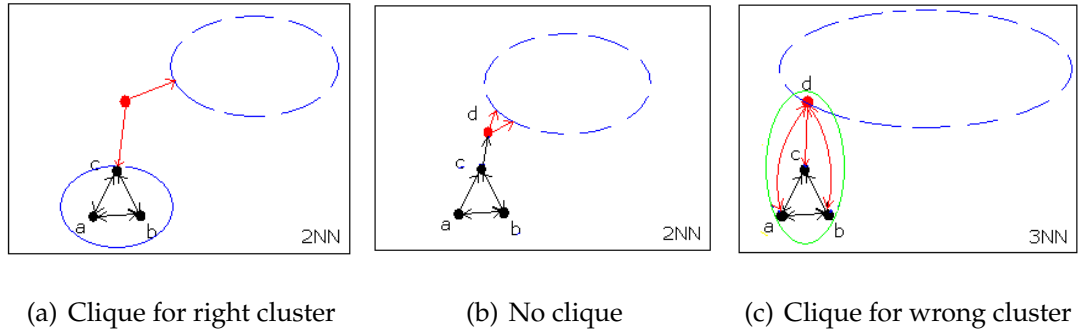 c
a
b
2NN
d
c
a
b
2NN
d
c
a
b
3NN
(a) Clique for right cluster
(b) No clique
(c) Clique for wrong cluster